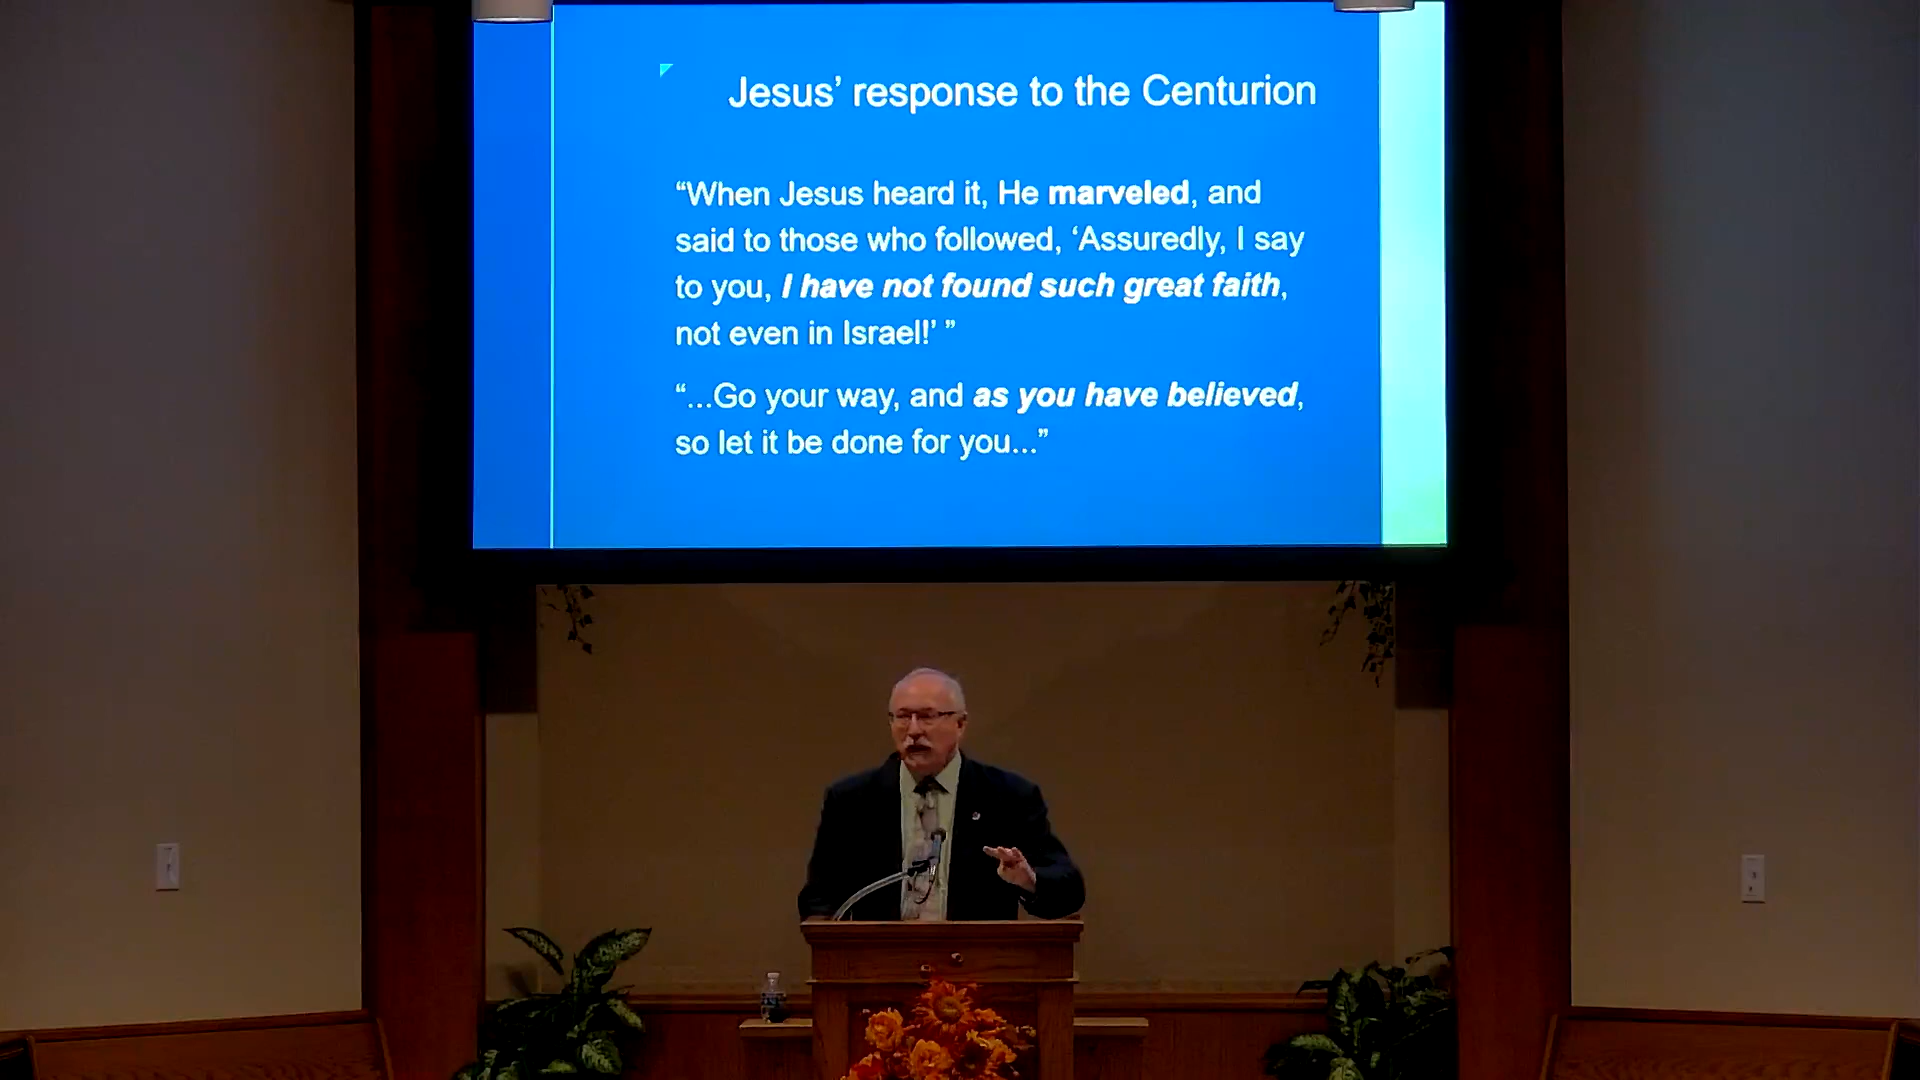 Jesus’ response to the Centurion
“When Jesus heard it, He marveled, and
said to those who followed, ‘Assuredly, I say
to you, I have not found such great faith,
not even in Israel!’ ”
“...Go your way, and as you have believed,
so let it be done for you...”